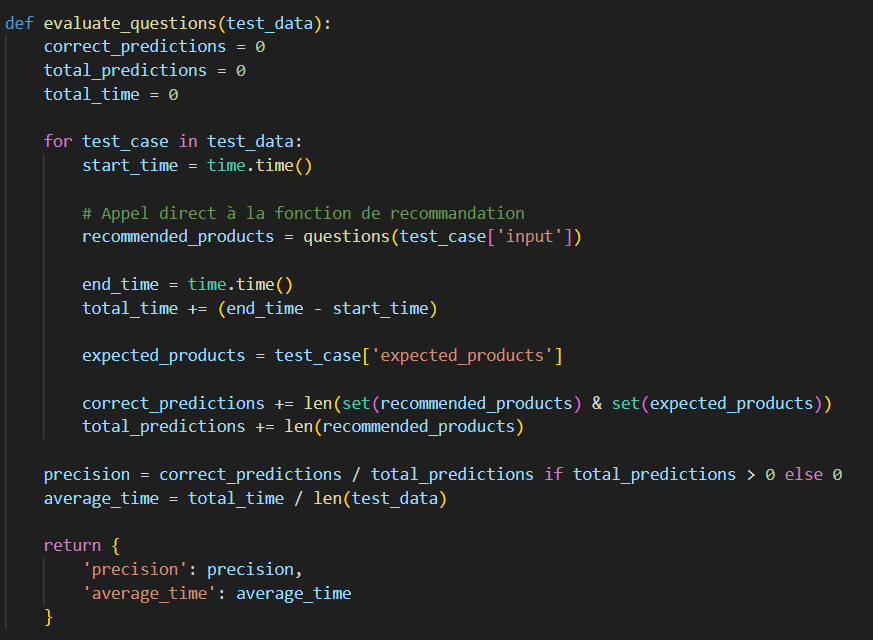 def evaluate_questions(test_data):
    correct_predictions = 0
    total_predictions = 0
    total_time = 0

    for test_case in test_data:
        start_time = time.time()

        # Appel direct à la fonction de recommandation
        recommended_products = questions(test_case['input'])

        end_time = time.time()
        total_time += (end_time - start_time)

        expected_products = test_case['expected_products']

        correct_predictions += len(set(recommended_products) & set(expected_products))
        total_predictions += len(recommended_products)

    precision = correct_predictions / total_predictions if total_predictions > 0 else 0
    average_time = total_time / len(test_data)

    return {
        'precision': precision,
        'average_time': average_time
    }